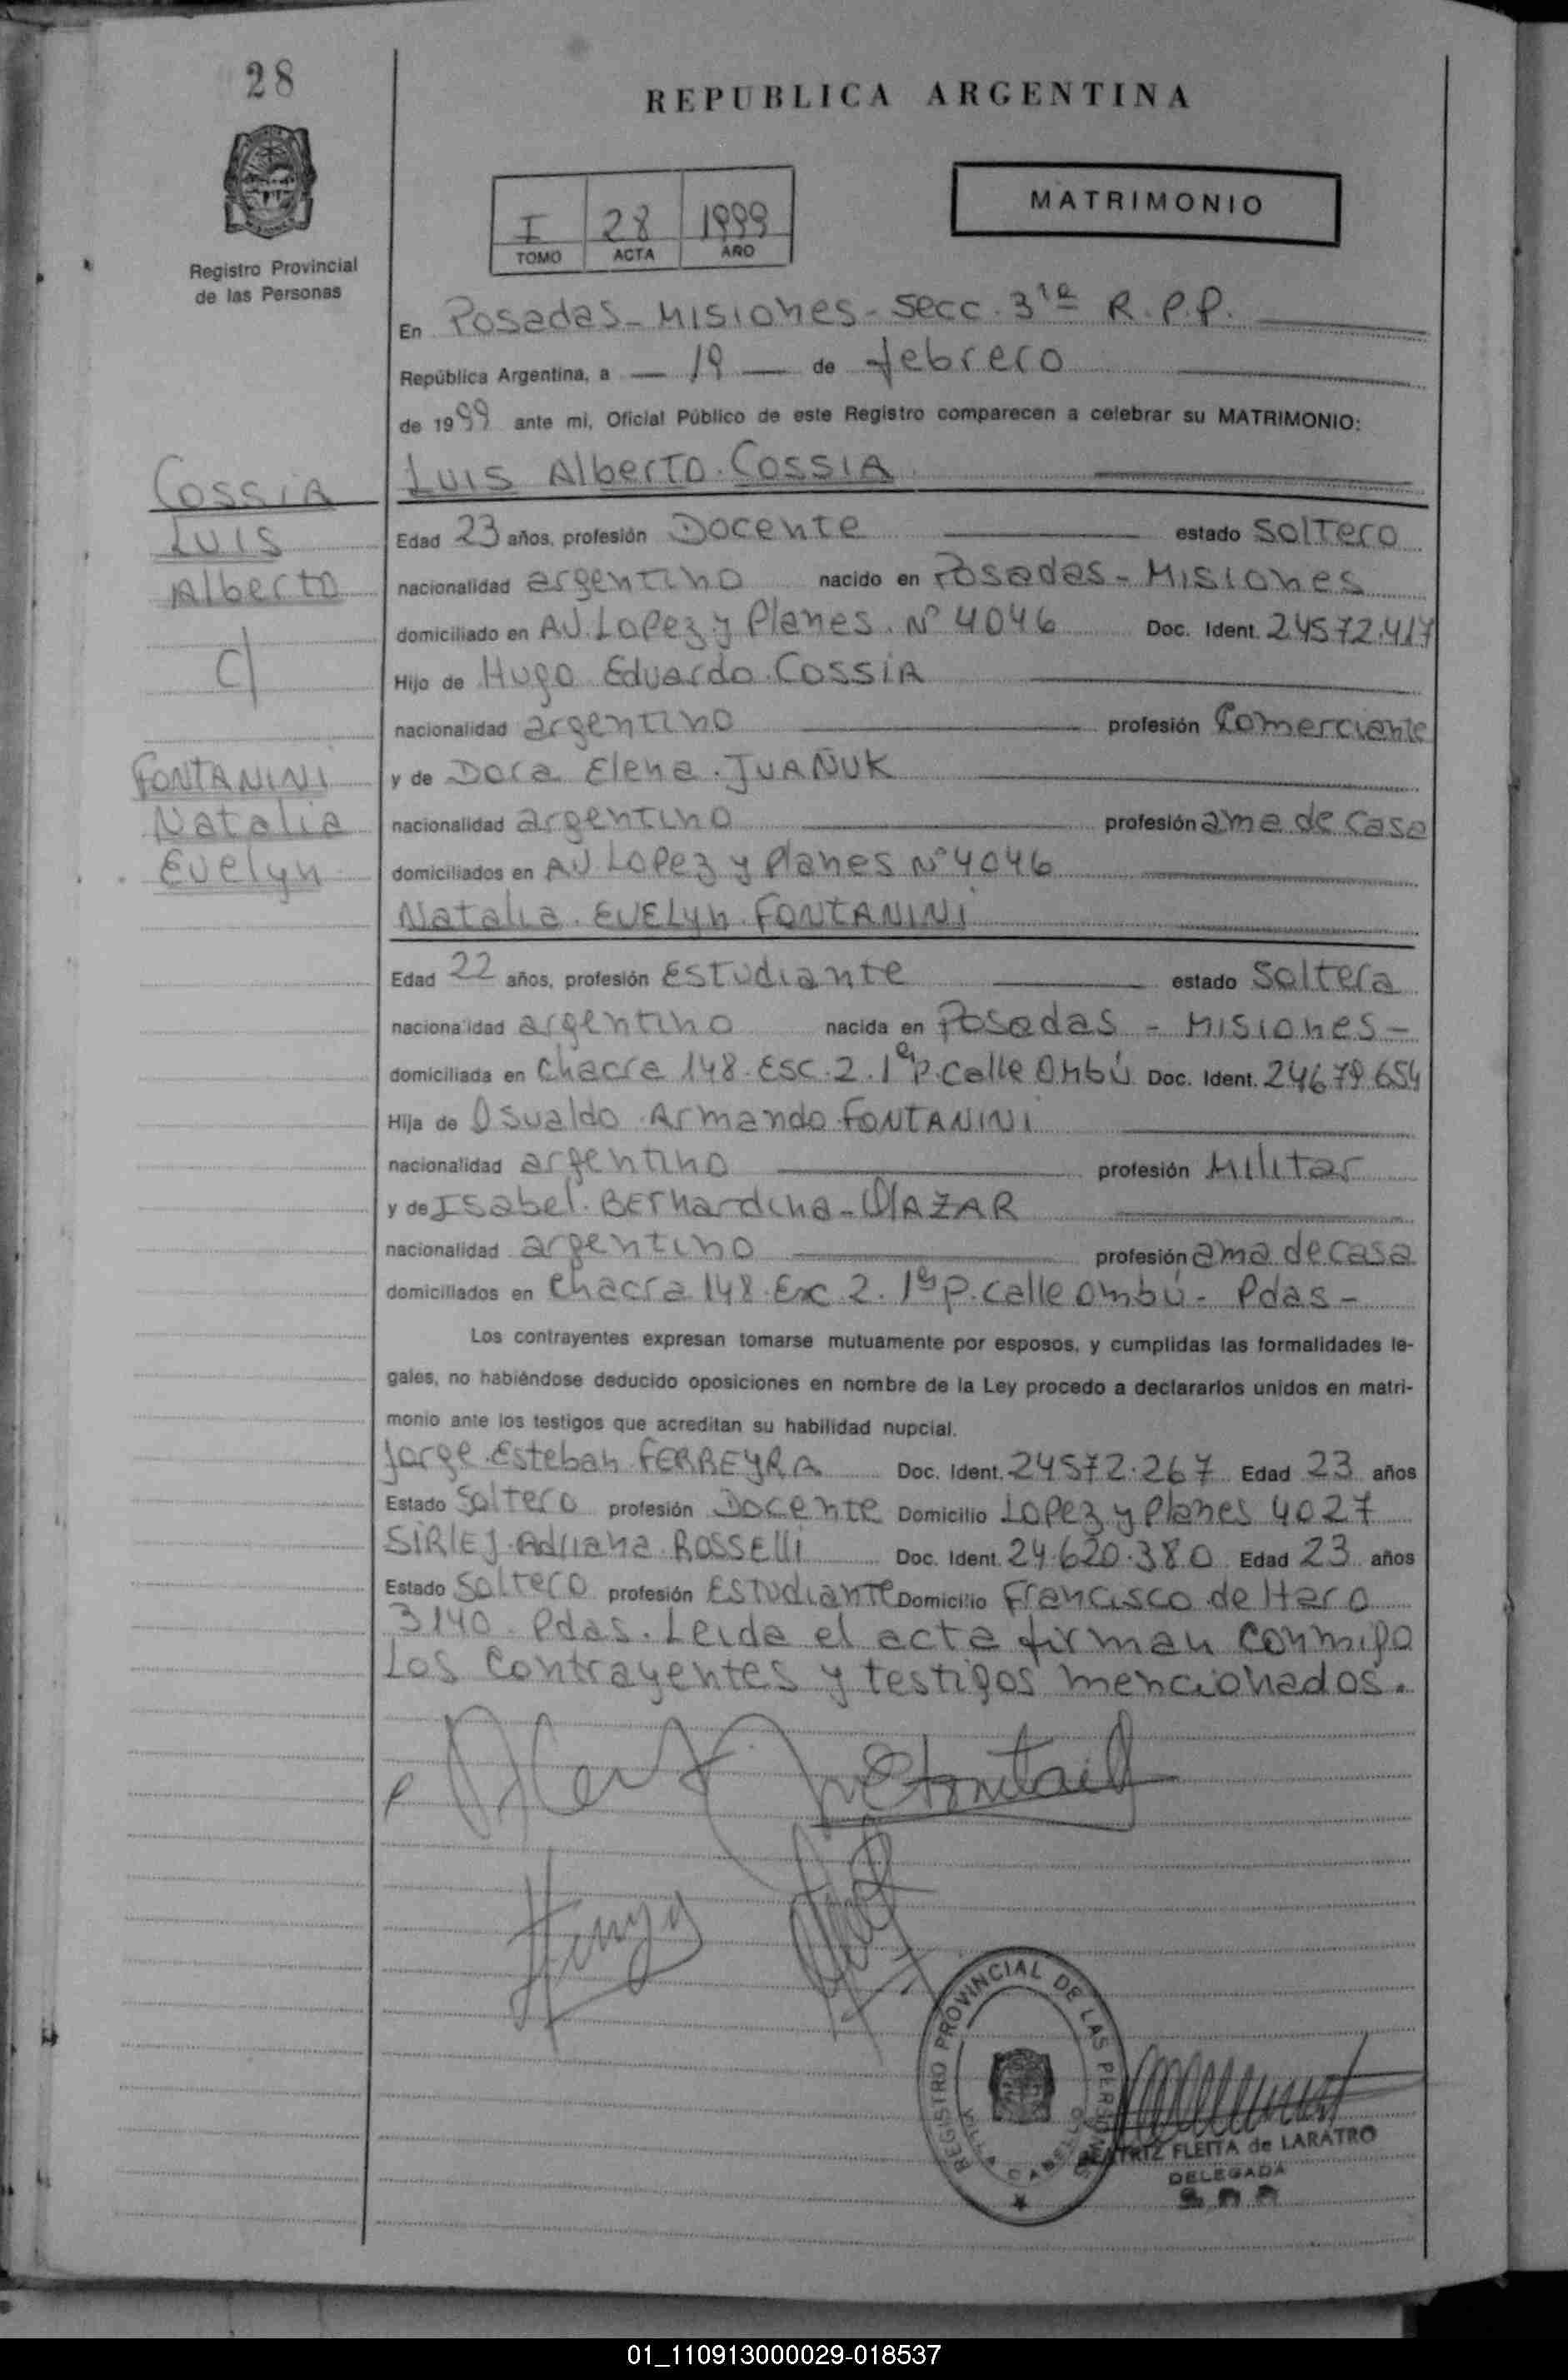 28
REPUBLICA ARGENTINA
MATRIMONIO
I 28 1999
TOMO ACTA AÑO
Registro Provincial
de las Personas
En Posadas - Misiones - Secc. 3ra R.P.P.
República Argentina, a — 19 — de febrero
de 1999 ante mi, Oficial Público de este Registro comparecen a celebrar su MATRIMONIO:
Luis Alberto. COSSIA
COSSIA
Luis
Alberto
c/
FONTANINI
Natalia
Evelyn
Edad 23 años, profesión Docente estado Soltero
nacionalidad argentino nacido en Posadas - Misiones
domiciliado en AV. Lopez y Planes. Nº 4046 Doc. Ident. 24572.417
Hijo de Hugo Eduardo. COSSIA
nacionalidad argentino profesión Comerciante
y de Dora Elena. JUAÑUK
nacionalidad argentino profesión ama de casa
domiciliados en AV. Lopez y Planes Nº 4046
Natalia. EVELyn. FONTANINI
Edad 22 años, profesión Estudiante estado Soltera
nacionalidad argentino nacida en Posadas - Misiones -
domiciliada en Chacra 148. Esc. 2. 1er P. Calle Ombú Doc. Ident. 24679654
Hija de Osvaldo. Armando. FONTANINI
nacionalidad argentino profesión Militar
y de Isabel. Bernardina - OLAZAR
nacionalidad argentino profesión ama de casa
domiciliados en Chacra 148. Esc. 2. 1er P. calle Ombú - Pdas -
Los contrayentes expresan tomarse mutuamente por esposos, y cumplidas las formalidades le-
gales, no habiéndose deducido oposiciones en nombre de la Ley procedo a declararlos unidos en matri-
monio ante los testigos que acreditan su habilidad nupcial.
Jorge. Esteban. FERREYRA Doc. Ident. 24572.267 Edad 23 años
Estado Soltero profesión Docente Domicilio Lopez y Planes 4027
SIRLEJ. Adriana. ROSSElli Doc. Ident. 24.620.380 Edad 23 años
Estado Soltero profesión Estudiante Domicilio Francisco de Haro
3140. Pdas. Leida el acta firman conmigo
Los Contrayentes y testigos mencionados.
REGISTRO PROVINCIAL DE LAS PERSONAS
BEATRIZ FLEITA de LARATRO
DELEGADA
01_110913000029-018537